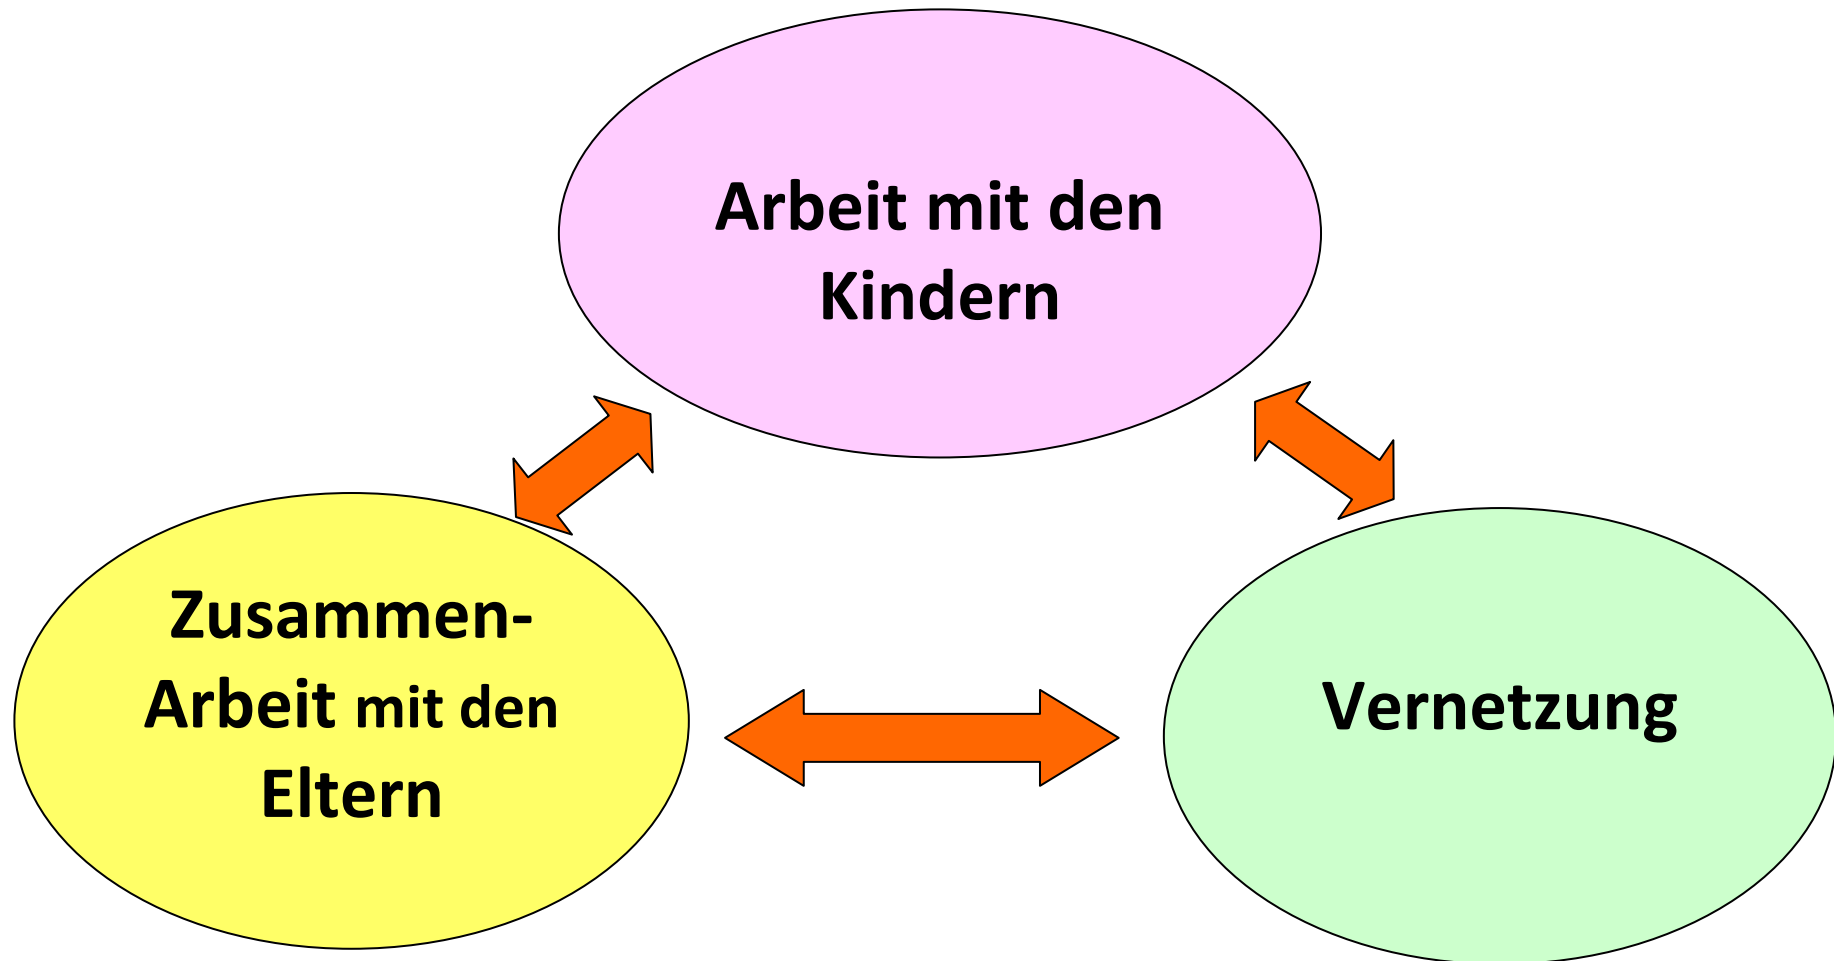 Arbeit mit den
Kindern
Zusammen-
Arbeit mit den
Eltern
Vernetzung